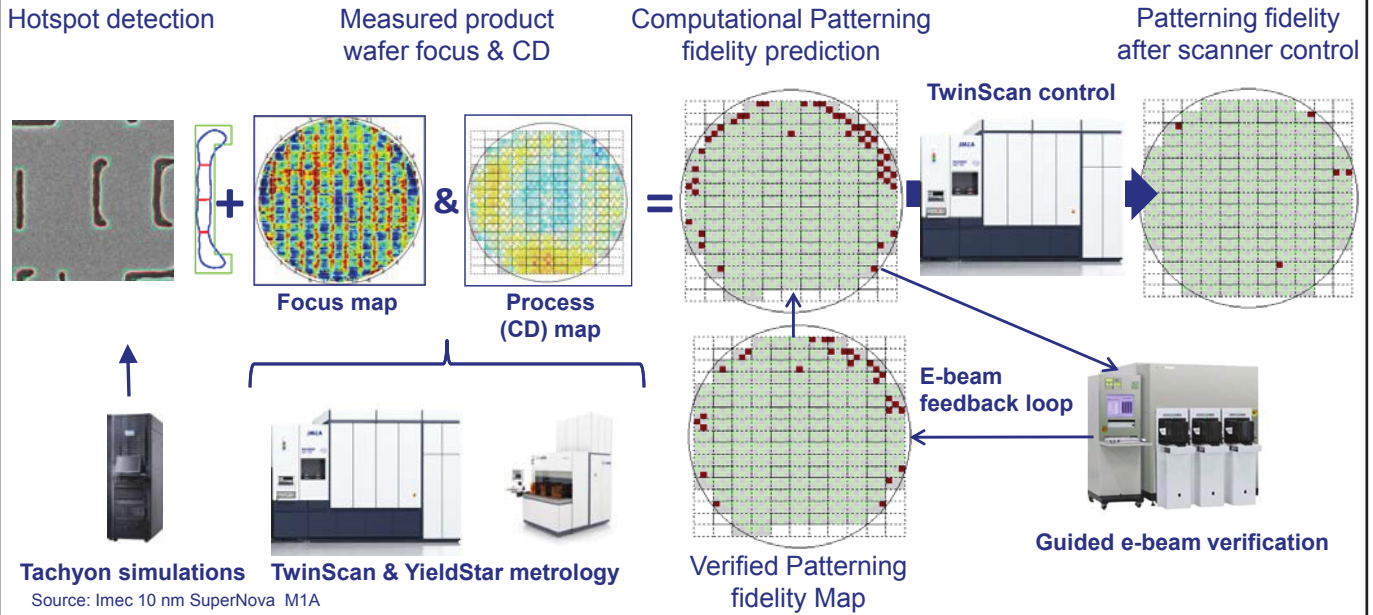 Hotspot detection
Measured product
wafer focus & CD
Computational Patterning
fidelity prediction
Patterning fidelity
after scanner control
TwinScan control
+
&
=
Focus map
Process
(CD) map
E-beam
feedback loop
Tachyon simulations
TwinScan & YieldStar metrology
Verified Patterning
fidelity Map
Guided e-beam verification
Source: Imec 10 nm SuperNova M1A